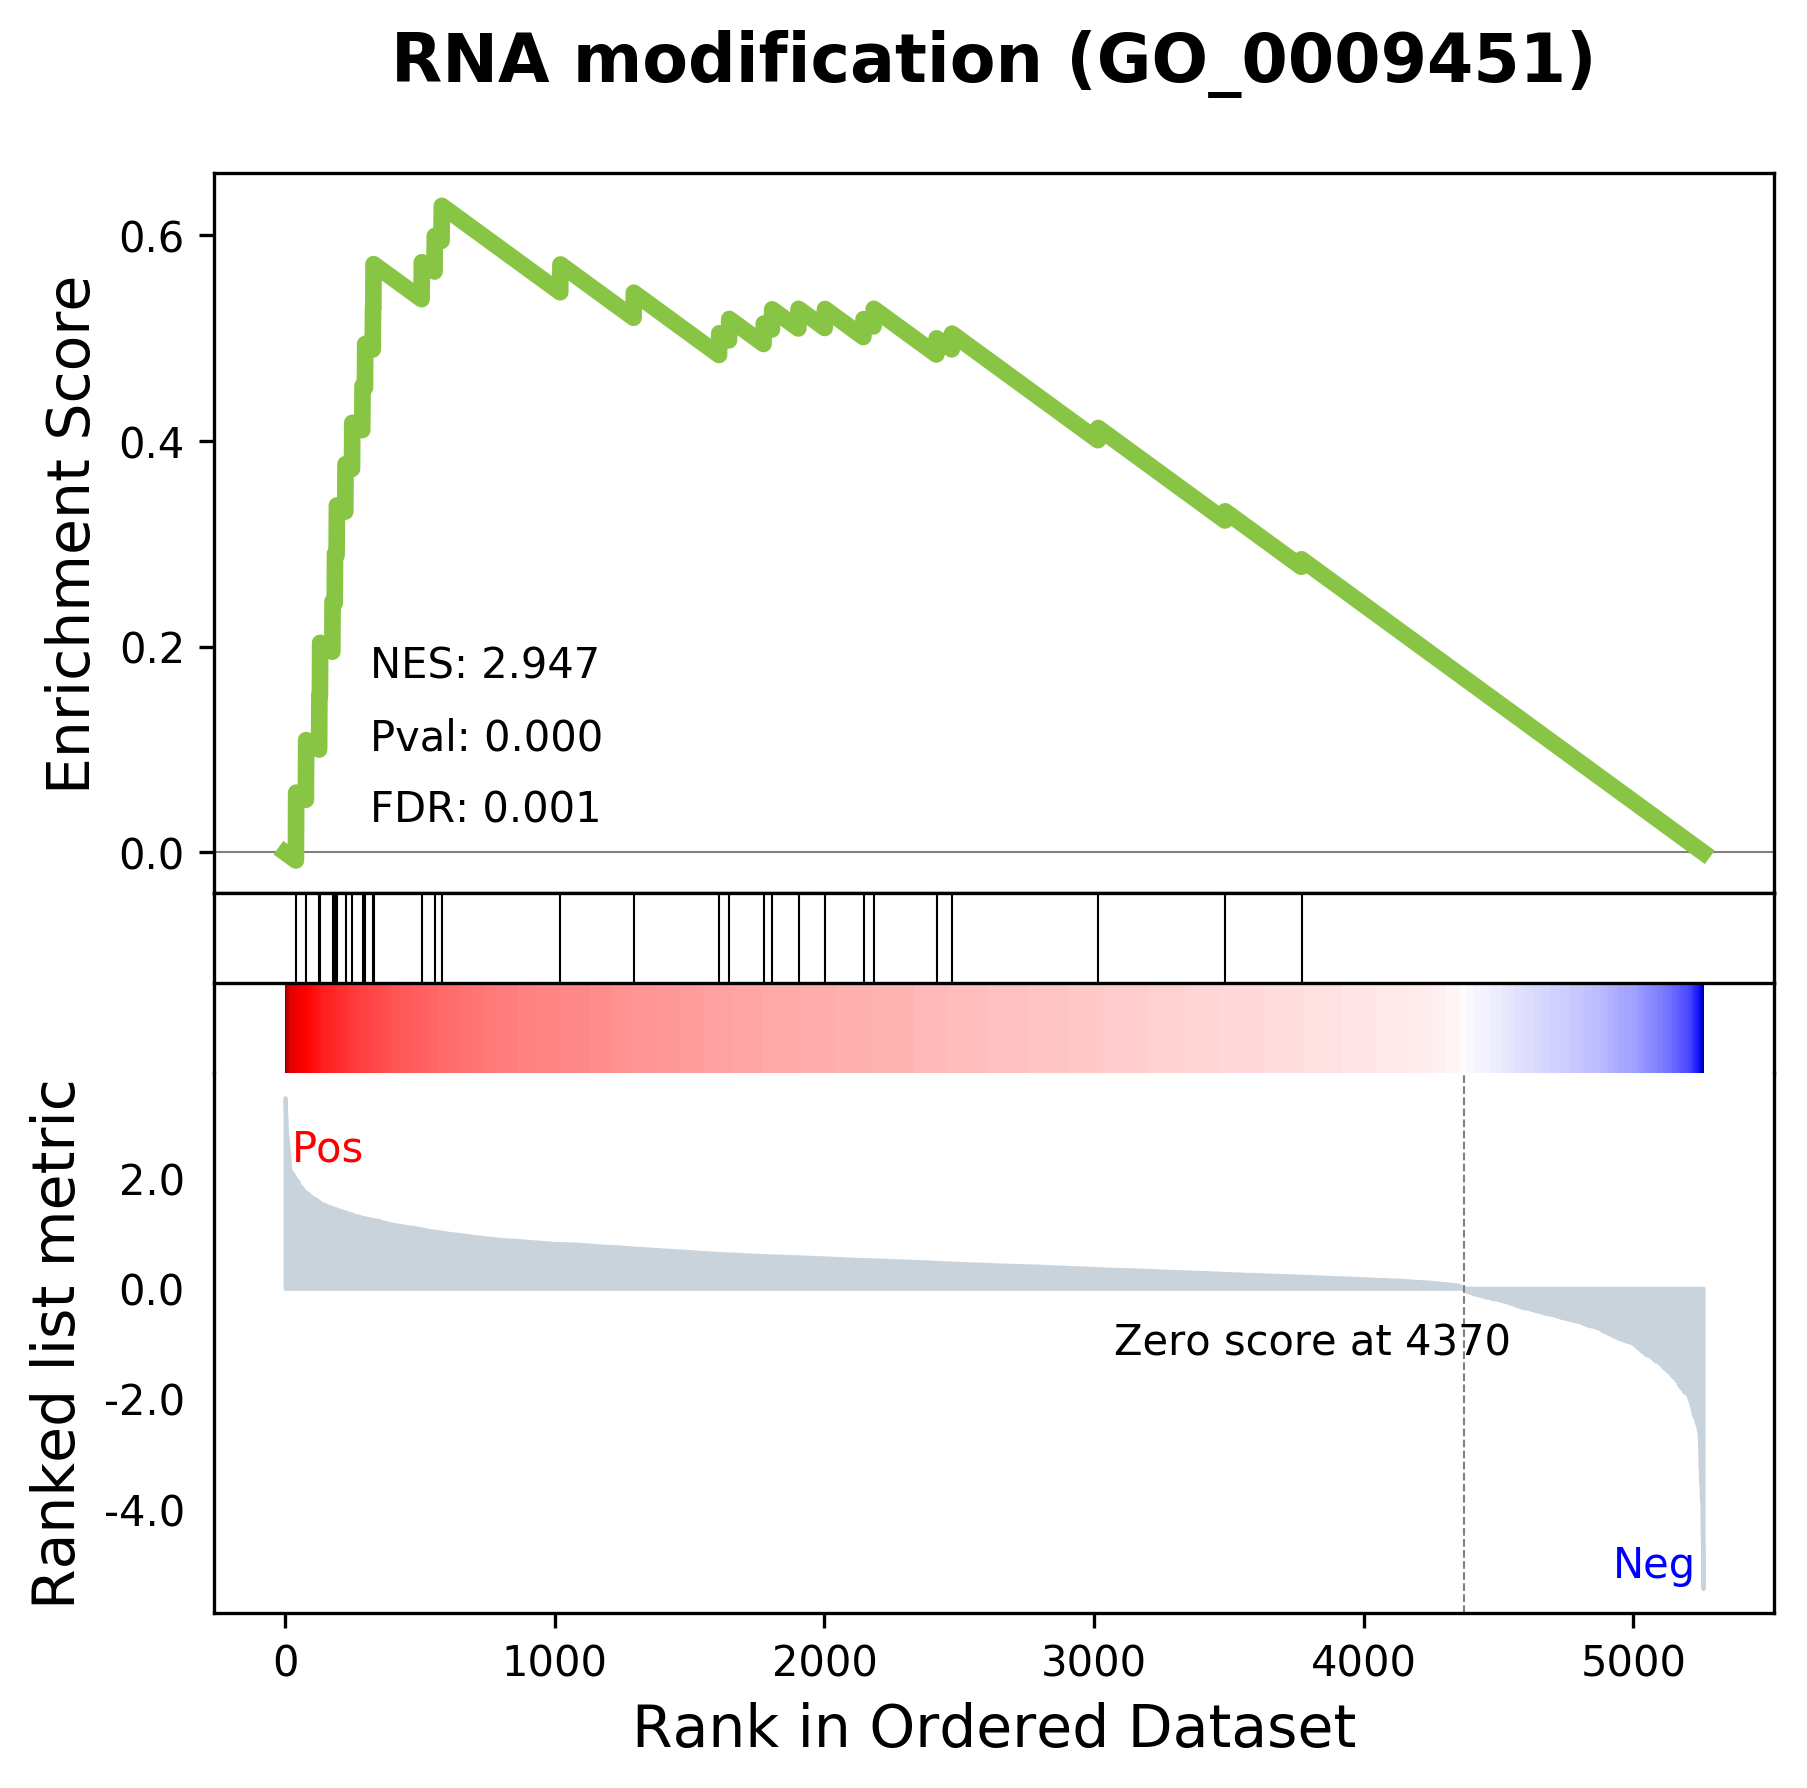 RNA modification (GO_0009451)
Enrichment Score
0.6
0.4
0.2
0.0
NES: 2.947
Pval: 0.000
FDR: 0.001
Ranked list metric
Pos
2.0
0.0
-2.0
-4.0
Zero score at 4370
Neg
0 1000 2000 3000 4000 5000
Rank in Ordered Dataset